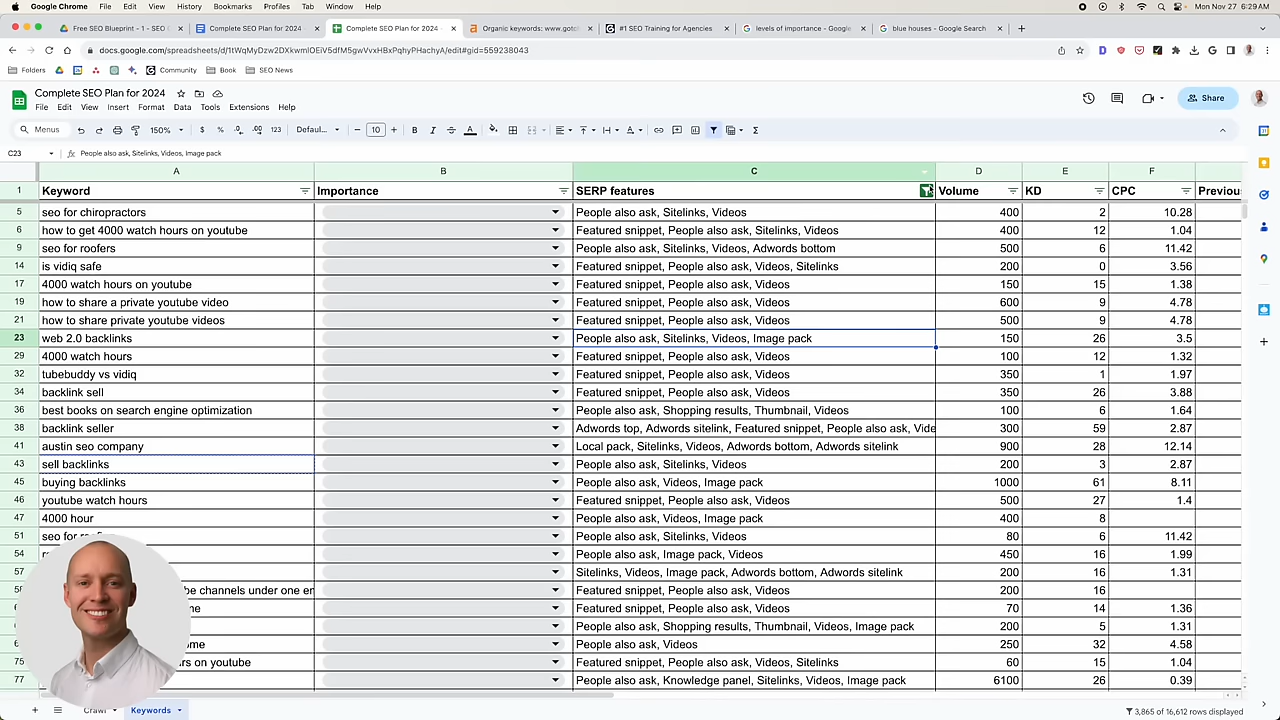 Google Chrome File Edit View History Bookmarks Profiles Tab Window Help Mon Nov 27 6:29AM
Free SEO Blueprint - 1 - SEO Complete SEO Plan for 2024 Complete SEO Plan for 2024 - Organic keywords: www.gotc #1 SEO Training for Agencies levels of importance - Google blue houses - Google Search
docs.google.com/spreadsheets/d/1tWqMyDzw2DXkwmlOEiV5dfM5gwVvxHBxPqhyPHachyA/edit#gid=559238043
Folders Community Book SEO News
Complete SEO Plan for 2024
File Edit View Insert Format Data Tools Extensions Help
Share
Menus 150% $ % .0 .00 123 Defaul... 10 B I A
C23 fx People also ask, Sitelinks, Videos, Image pack
A B C D E F
1 Keyword Importance SERP features Volume KD CPC Previous
5 seo for chiropractors People also ask, Sitelinks, Videos 400 2 10.28
6 how to get 4000 watch hours on youtube Featured snippet, People also ask, Sitelinks, Videos 400 12 1.04
9 seo for roofers People also ask, Sitelinks, Videos, Adwords bottom 500 6 11.42
14 is vidiq safe Featured snippet, People also ask, Videos, Sitelinks 200 0 3.56
17 4000 watch hours on youtube Featured snippet, People also ask, Videos 150 15 1.38
19 how to share a private youtube video Featured snippet, People also ask, Videos 600 9 4.78
21 how to share private youtube videos Featured snippet, People also ask, Videos 500 9 4.78
23 web 2.0 backlinks People also ask, Sitelinks, Videos, Image pack 150 26 3.5
29 4000 watch hours Featured snippet, People also ask, Videos 100 12 1.32
32 tubebuddy vs vidiq Featured snippet, People also ask, Videos 350 1 1.97
34 backlink sell Featured snippet, People also ask, Videos 350 26 3.88
36 best books on search engine optimization People also ask, Shopping results, Thumbnail, Videos 100 6 1.64
38 backlink seller Adwords top, Adwords sitelink, Featured snippet, People also ask, Vide 300 59 2.87
41 austin seo company Local pack, Sitelinks, Videos, Adwords bottom, Adwords sitelink 900 28 12.14
43 sell backlinks People also ask, Sitelinks, Videos 200 3 2.87
45 buying backlinks People also ask, Videos, Image pack 1000 61 8.11
46 youtube watch hours Featured snippet, People also ask, Videos 500 27 1.4
47 4000 hour People also ask, Videos, Image pack 400 8
51 seo for People also ask, Sitelinks, Videos 80 6 11.42
54 People also ask, Image pack, Videos 450 16 1.99
57 Sitelinks, Videos, Image pack, Adwords bottom, Adwords sitelink 200 16 1.31
be channels under one em Featured snippet, People also ask, Videos 200 16
Featured snippet, People also ask, Videos 70 14 1.36
People also ask, Shopping results, Thumbnail, Videos, Image pack 200 5 1.31
People also ask, Videos 250 32 4.58
75 rs on youtube Featured snippet, People also ask, Videos, Sitelinks 60 15 1.04
77 People also ask, Knowledge panel, Sitelinks, Videos, Image pack 6100 26 0.39
Crawl Keywords 3,865 of 16,612 rows displayed